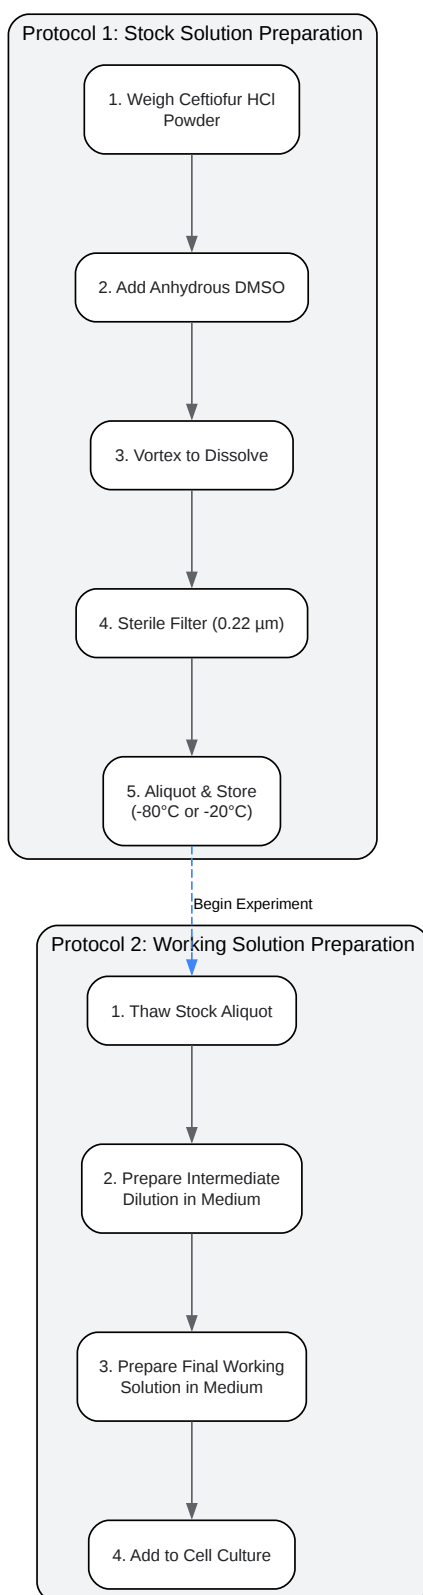 Protocol 1: Stock Solution Preparation
1. Weigh Ceftiofur HCl
Powder
2. Add Anhydrous DMSO
3. Vortex to Dissolve
4. Sterile Filter (0.22 µm)
5. Aliquot & Store
(-80°C or -20°C)
Begin Experiment
Protocol 2: Working Solution Preparation
1. Thaw Stock Aliquot
2. Prepare Intermediate
Dilution in Medium
3. Prepare Final Working
Solution in Medium
4. Add to Cell Culture